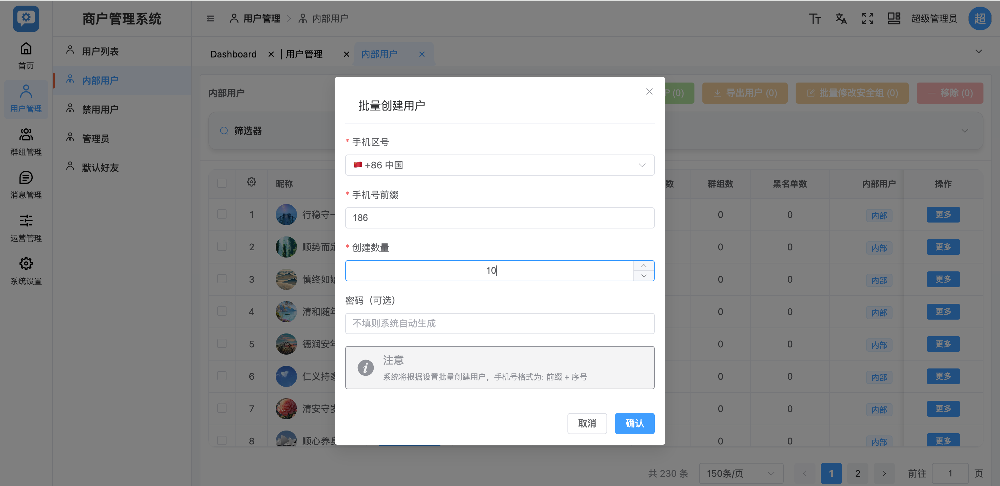 商户管理系统
用户管理
内部用户
超级管理员
超
首页
用户管理
群组管理
消息管理
运营管理
系统设置
用户列表
内部用户
禁用用户
管理员
默认好友
Dashboard
用户管理
内部用户
内部用户
(0)
导出用户 (0)
批量修改安全组 (0)
移除 (0)
筛选器
昵称
数
群组数
黑名单数
内部用户
操作
1
行稳守一
0
0
内部
更多
2
顺势而定
0
0
内部
更多
3
慎终如始
0
0
内部
更多
4
清和随年
0
0
内部
更多
5
德润安年
0
0
内部
更多
6
仁义持家
0
0
内部
更多
7
清安守岁
0
0
内部
更多
8
顺心养身
0
0
内部
更多
共 230 条
150条/页
1
2
前往
1
页
批量创建用户
* 手机区号
+86 中国
* 手机号前缀
186
* 创建数量
10
密码（可选）
不填则系统自动生成
注意
系统将根据设置批量创建用户，手机号格式为: 前缀 + 序号
取消
确认